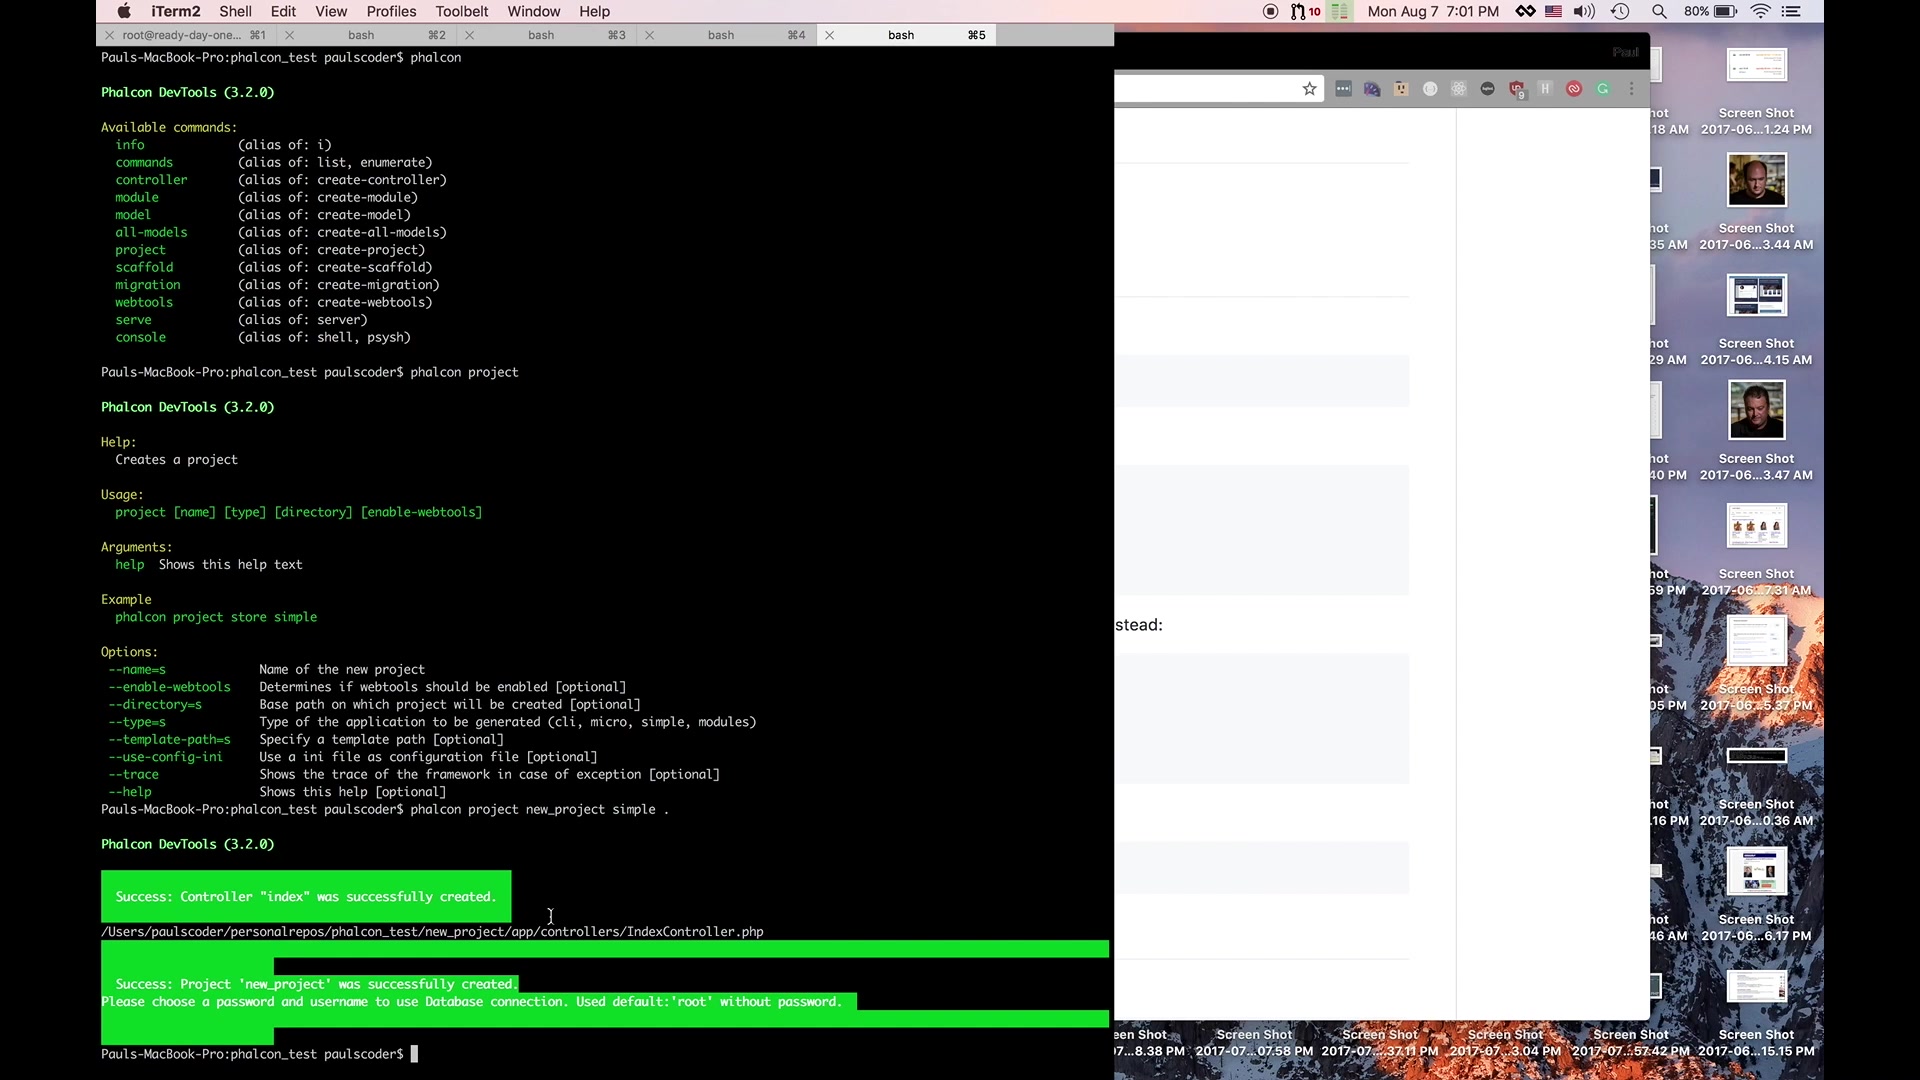 iTerm2 Shell Edit View Profiles Toolbelt Window Help
10 Mon Aug 7 7:01 PM 80%
root@ready-day-one... ⌘1 bash ⌘2 bash ⌘3 bash ⌘4 bash ⌘5
Paul
Pauls-MacBook-Pro:phalcon_test paulscoder$ phalcon
Phalcon DevTools (3.2.0)
Available commands:
info (alias of: i)
commands (alias of: list, enumerate)
controller (alias of: create-controller)
module (alias of: create-module)
model (alias of: create-model)
all-models (alias of: create-all-models)
project (alias of: create-project)
scaffold (alias of: create-scaffold)
migration (alias of: create-migration)
webtools (alias of: create-webtools)
serve (alias of: server)
console (alias of: shell, psysh)
Pauls-MacBook-Pro:phalcon_test paulscoder$ phalcon project
Phalcon DevTools (3.2.0)
Help:
Creates a project
Usage:
project [name] [type] [directory] [enable-webtools]
Arguments:
help Shows this help text
Example
phalcon project store simple
Options:
--name=s Name of the new project
--enable-webtools Determines if webtools should be enabled [optional]
--directory=s Base path on which project will be created [optional]
--type=s Type of the application to be generated (cli, micro, simple, modules)
--template-path=s Specify a template path [optional]
--use-config-ini Use a ini file as configuration file [optional]
--trace Shows the trace of the framework in case of exception [optional]
--help Shows this help [optional]
Pauls-MacBook-Pro:phalcon_test paulscoder$ phalcon project new_project simple .
Phalcon DevTools (3.2.0)
Success: Controller "index" was successfully created.
/Users/paulscoder/personalrepos/phalcon_test/new_project/app/controllers/IndexController.php
Success: Project 'new_project' was successfully created.
Please choose a password and username to use Database connection. Used default:'root' without password.
Pauls-MacBook-Pro:phalcon_test paulscoder$
9
stead:
hot Screen Shot
18 AM 2017-06...1.24 PM
hot Screen Shot
35 AM 2017-06...3.44 AM
hot Screen Shot
29 AM 2017-06...4.15 AM
hot Screen Shot
40 PM 2017-06...3.47 AM
hot Screen Shot
59 PM 2017-06...7.31 AM
hot Screen Shot
05 PM 2017-06...5.37 PM
hot Screen Shot
16 PM 2017-06...0.36 AM
hot Screen Shot
46 AM 2017-06...6.17 PM
een Shot Screen Shot Screen Shot Screen Shot Screen Shot Screen Shot
7...8.38 PM 2017-07...07.58 PM 2017-07....37.11 PM 2017-07...3.04 PM 2017-07...57.42 PM 2017-06...15.15 PM